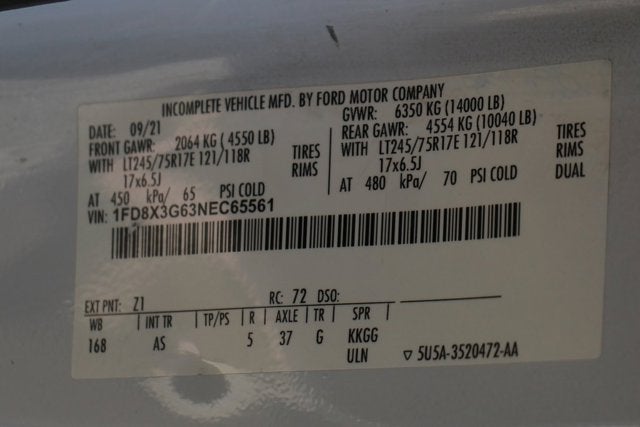 INCOMPLETE VEHICLE MFD. BY FORD MOTOR COMPANY
DATE: 09/21 GVWR: 6350 KG (14000 LB)
FRONT GAWR: 2064 KG (4550 LB) REAR GAWR: 4554 KG (10040 LB)
WITH LT245/75R17E 121/118R TIRES WITH LT245/75R17E 121/118R TIRES
17x6.5J RIMS 17x6.5J RIMS
AT 450 kPa/ 65 PSI COLD AT 480 kPa/ 70 PSI COLD DUAL
VIN: 1FD8X3G63NEC65561
EXT PNT: Z1 RC: 72 DSO:
WB | INT TR | TP/PS | R | AXLE | TR | SPR |
168 AS 5 37 G KKGG
ULN ▽ 5U5A-3520472-AA